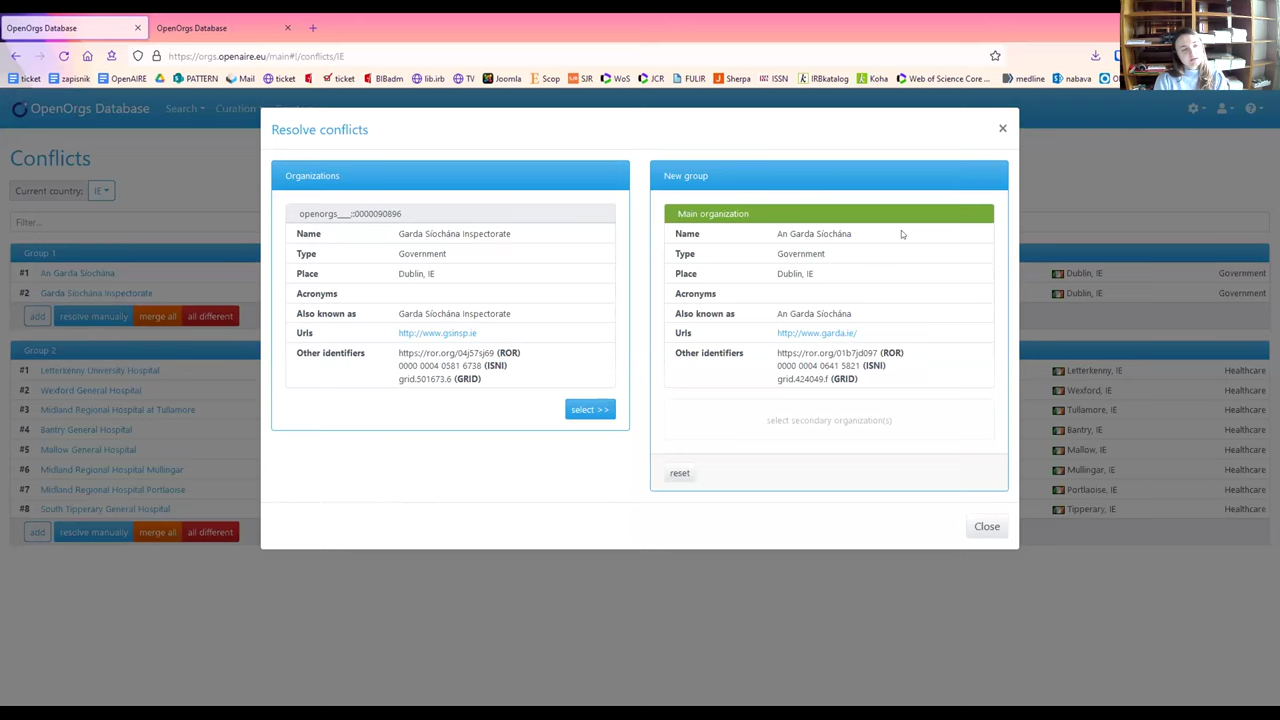 OpenOrgs Database
OpenOrgs Database
https://orgs.openaire.eu/main#!/conflicts/IE
ticket zapisnik OpenAIRE PATTERN Mail ticket ticket BIBadm lib.irb TV Joomla Scop SJR WoS JCR FULIR Sherpa ISSN IRBkatalog Koha Web of Science Core ... medline nabava
OpenOrgs Database Search Curation
Conflicts
Current country: IE
Filter...
Group 1
#1 An Garda Síochána Dublin, IE Government
#2 Garda Síochána Inspectorate Dublin, IE Government
add resolve manually merge all all different
Group 2
#1 Letterkenny University Hospital Letterkenny, IE Healthcare
#2 Wexford General Hospital Wexford, IE Healthcare
#3 Midland Regional Hospital at Tullamore Tullamore, IE Healthcare
#4 Bantry General Hospital Bantry, IE Healthcare
#5 Mallow General Hospital Mallow, IE Healthcare
#6 Midland Regional Hospital Mullingar Mullingar, IE Healthcare
#7 Midland Regional Hospital Portlaoise Portlaoise, IE Healthcare
#8 South Tipperary General Hospital Tipperary, IE Healthcare
add resolve manually merge all all different
Resolve conflicts
Organizations
openorgs____::0000090896
Name Garda Síochána Inspectorate
Type Government
Place Dublin, IE
Acronyms
Also known as Garda Síochána Inspectorate
Urls http://www.gsinsp.ie
Other identifiers https://ror.org/04j57sj69 (ROR)
0000 0004 0581 6738 (ISNI)
grid.501673.6 (GRID)
select >>
New group
Main organization
Name An Garda Síochána
Type Government
Place Dublin, IE
Acronyms
Also known as An Garda Síochána
Urls http://www.garda.ie/
Other identifiers https://ror.org/01b7jd097 (ROR)
0000 0004 0641 5821 (ISNI)
grid.424049.f (GRID)
select secondary organization(s)
reset
Close